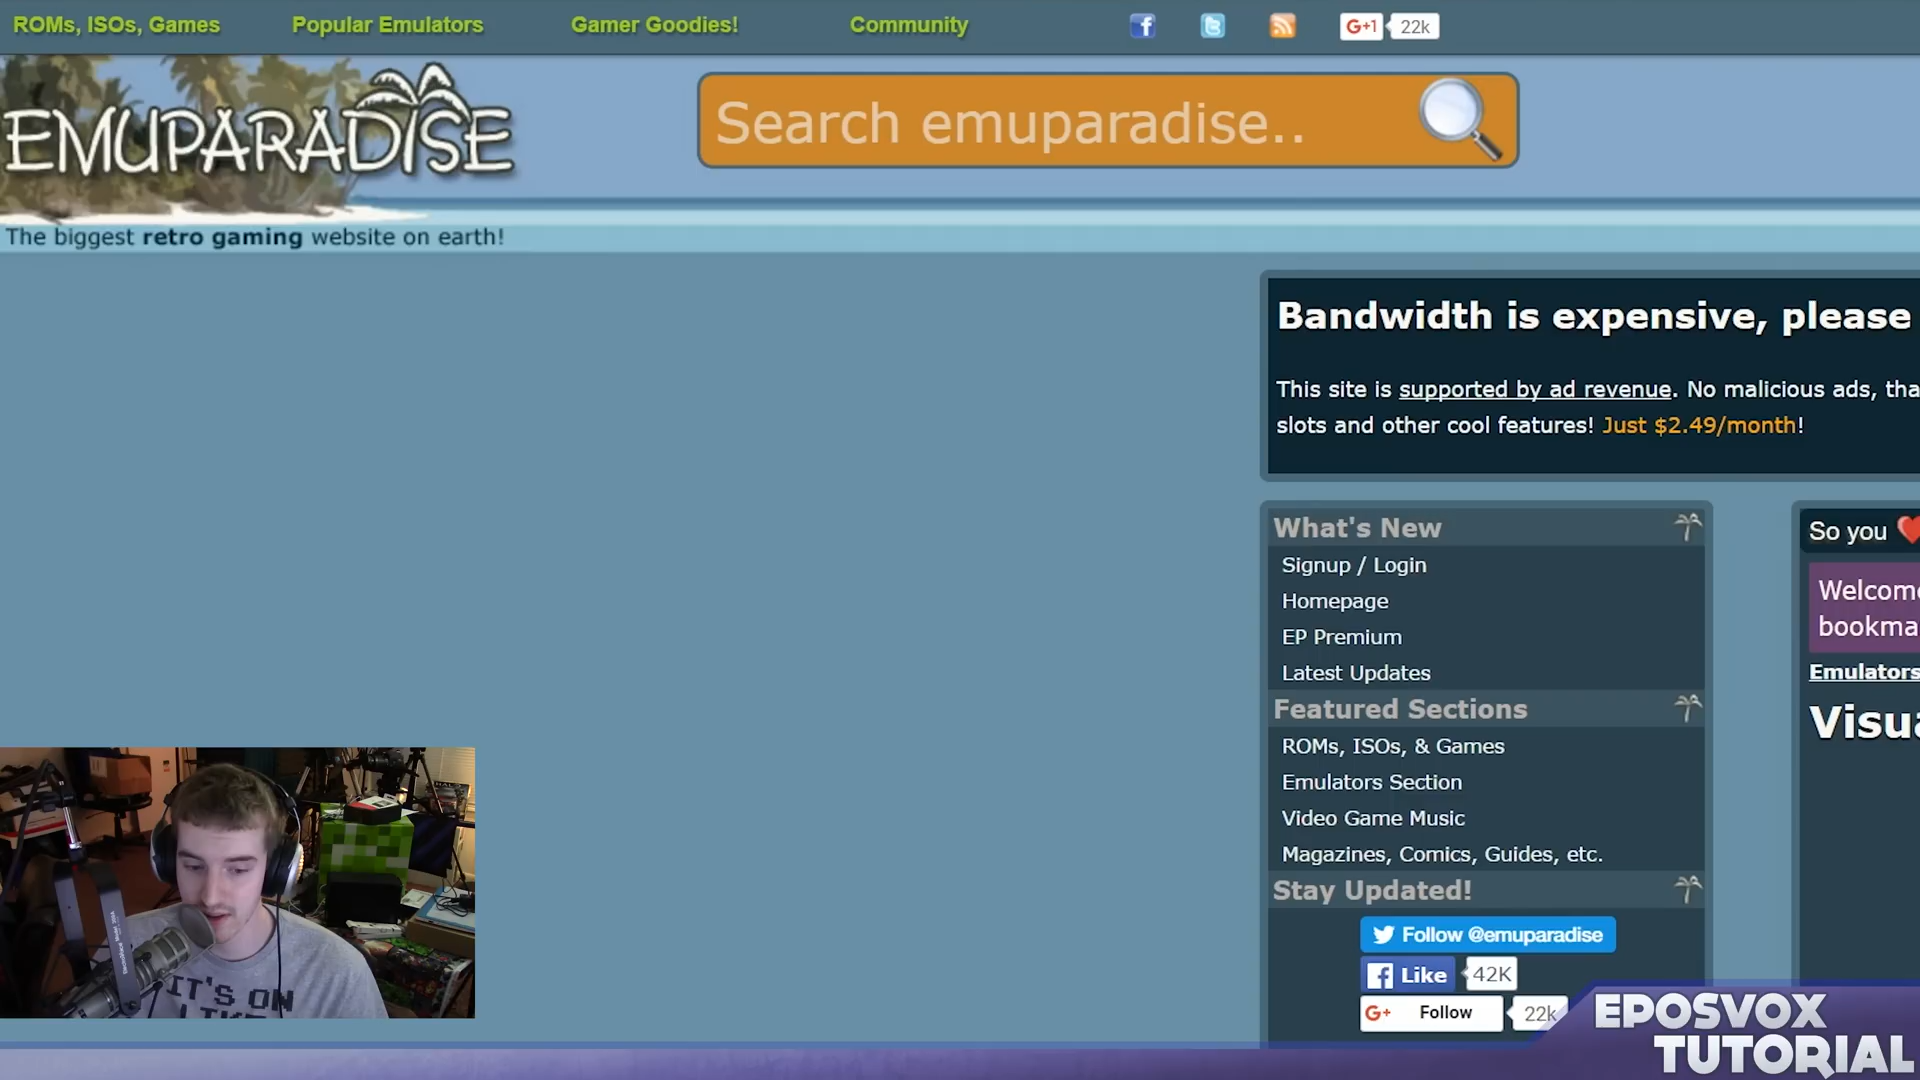 ROMs, ISOs, Games
Popular Emulators
Gamer Goodies!
Community
G+1
22k
EMUPARADISE
Search emuparadise..
The biggest retro gaming website on earth!
Bandwidth is expensive, please
This site is supported by ad revenue. No malicious ads, tha
slots and other cool features! Just $2.49/month!
What's New
Signup / Login
Homepage
EP Premium
Latest Updates
Featured Sections
ROMs, ISOs, & Games
Emulators Section
Video Game Music
Magazines, Comics, Guides, etc.
Stay Updated!
Follow @emuparadise
Like
42K
G+ Follow
22k
So you
Welcome
bookma
Emulators
Visua
IT'S ON
LIKE
EPOSVOX
TUTORIAL